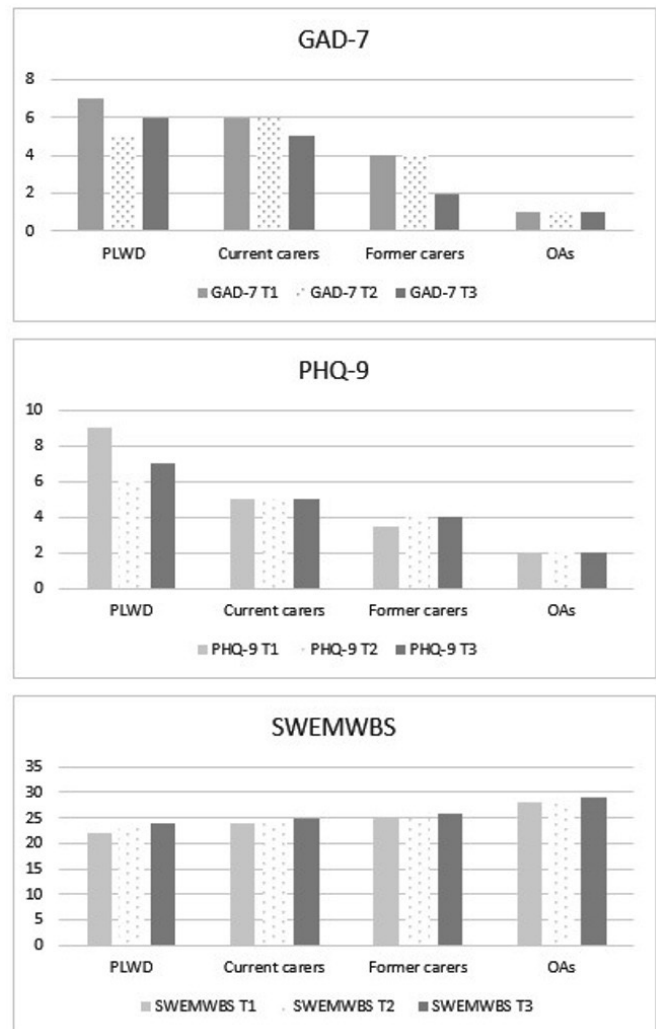 GAD-7
8
6
4
2
0
PLWD Current carers Former carers OAs
GAD-7 T1 GAD-7 T2 GAD-7 T3
PHQ-9
10
8
6
4
2
0
PLWD Current carers Former carers OAs
PHQ-9 T1 PHQ-9 T2 PHQ-9 T3
SWEMWBS
35
30
25
20
15
10
5
0
PLWD Current carers Former carers OAs
SWEMWBS T1 SWEMWBS T2 SWEMWBS T3